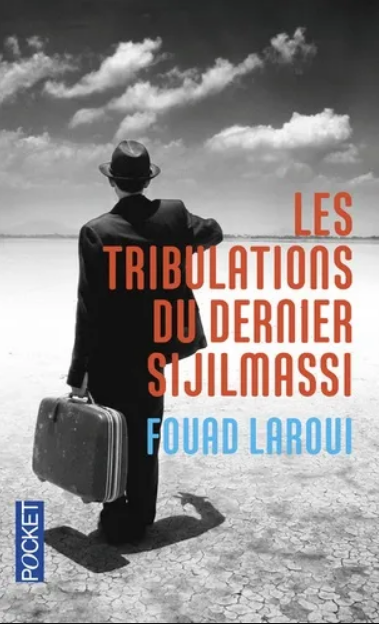 LES
TRIBULATIONS
DU DERNIER
SIJILMASSI
FOUAD LAROUI
POCKET